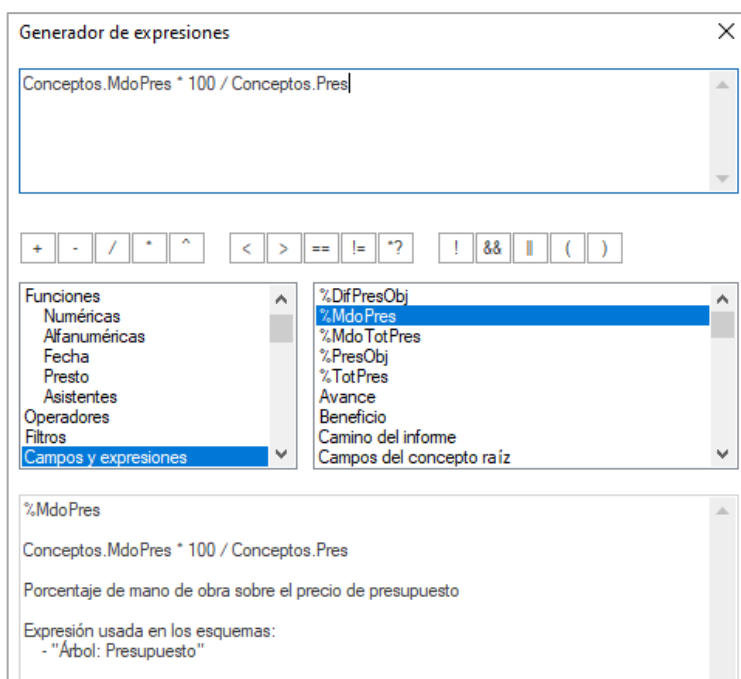 Generador de expresiones
Conceptos.MdoPres * 100 / Conceptos.Pres
+ - / * ^ < > == != *? ! && || ( )
Funciones
Numéricas
Alfanuméricas
Fecha
Presto
Asistentes
Operadores
Filtros
Campos y expresiones
%DifPresObj
%MdoPres
%MdoTotPres
%PresObj
%TotPres
Avance
Beneficio
Camino del informe
Campos del concepto raíz
%MdoPres
Conceptos.MdoPres * 100 / Conceptos.Pres
Porcentaje de mano de obra sobre el precio de presupuesto
Expresión usada en los esquemas:
- "Árbol: Presupuesto"